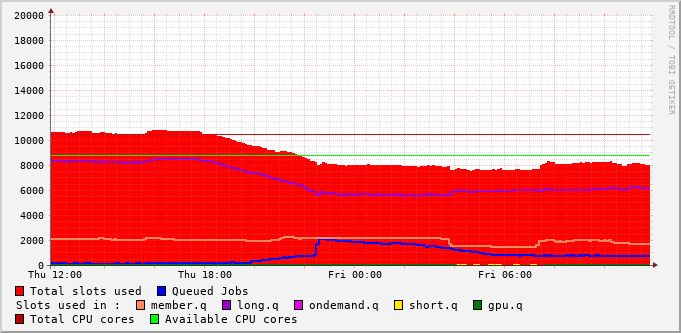 20000
18000
16000
14000
12000
10000
8000
6000
4000
2000
0
Thu 12:00 Thu 18:00 Fri 00:00 Fri 06:00
Total slots used Queued Jobs
Slots used in : member.q long.q ondemand.q short.q gpu.q
Total CPU cores Available CPU cores
RRDTOOL / TOBI OETIKER